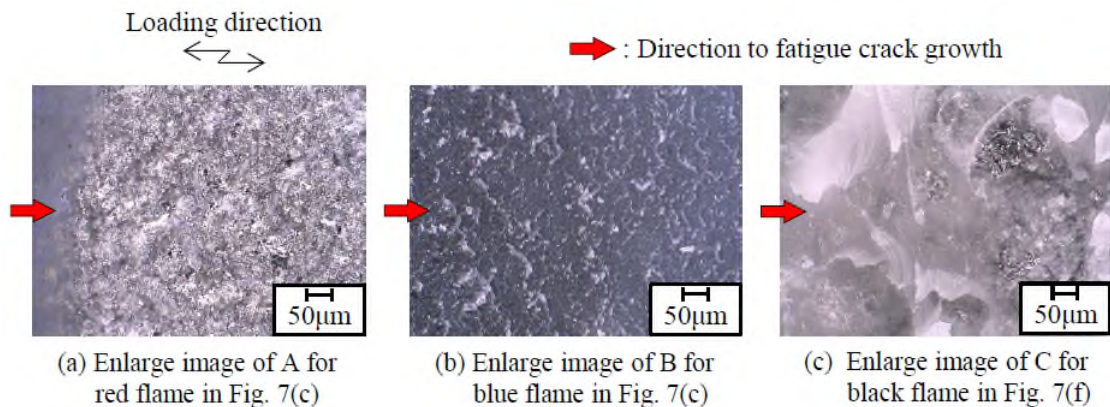 Loading direction
: Direction to fatigue crack growth
50μm
50μm
50μm
(a) Enlarge image of A for
red flame in Fig. 7(c)
(b) Enlarge image of B for
blue flame in Fig. 7(c)
(c) Enlarge image of C for
black flame in Fig. 7(f)